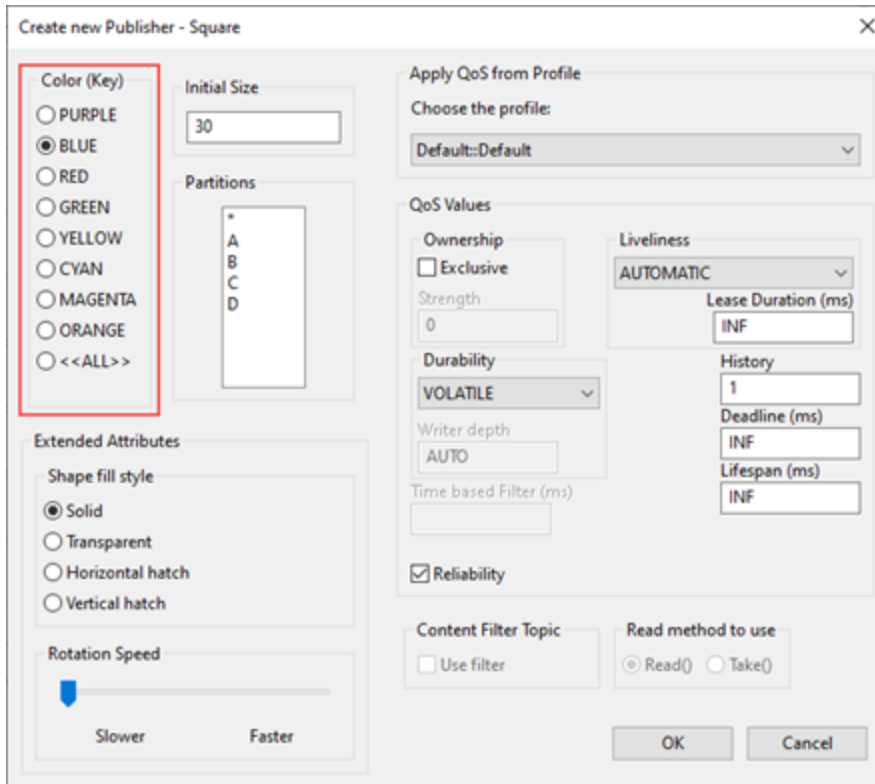 Create new Publisher - Square
Color (Key)
PURPLE
BLUE
RED
GREEN
YELLOW
CYAN
MAGENTA
ORANGE
<<ALL>>
Initial Size
30
Partitions
*
A
B
C
D
Extended Attributes
Shape fill style
Solid
Transparent
Horizontal hatch
Vertical hatch
Rotation Speed
Slower Faster
Apply QoS from Profile
Choose the profile:
Default::Default
QoS Values
Ownership
Exclusive
Strength
0
Liveliness
AUTOMATIC
Lease Duration (ms)
INF
Durability
VOLATILE
Writer depth
AUTO
Time based Filter (ms)
History
1
Deadline (ms)
INF
Lifespan (ms)
INF
Reliability
Content Filter Topic
Use filter
Read method to use
Read() Take()
OK Cancel